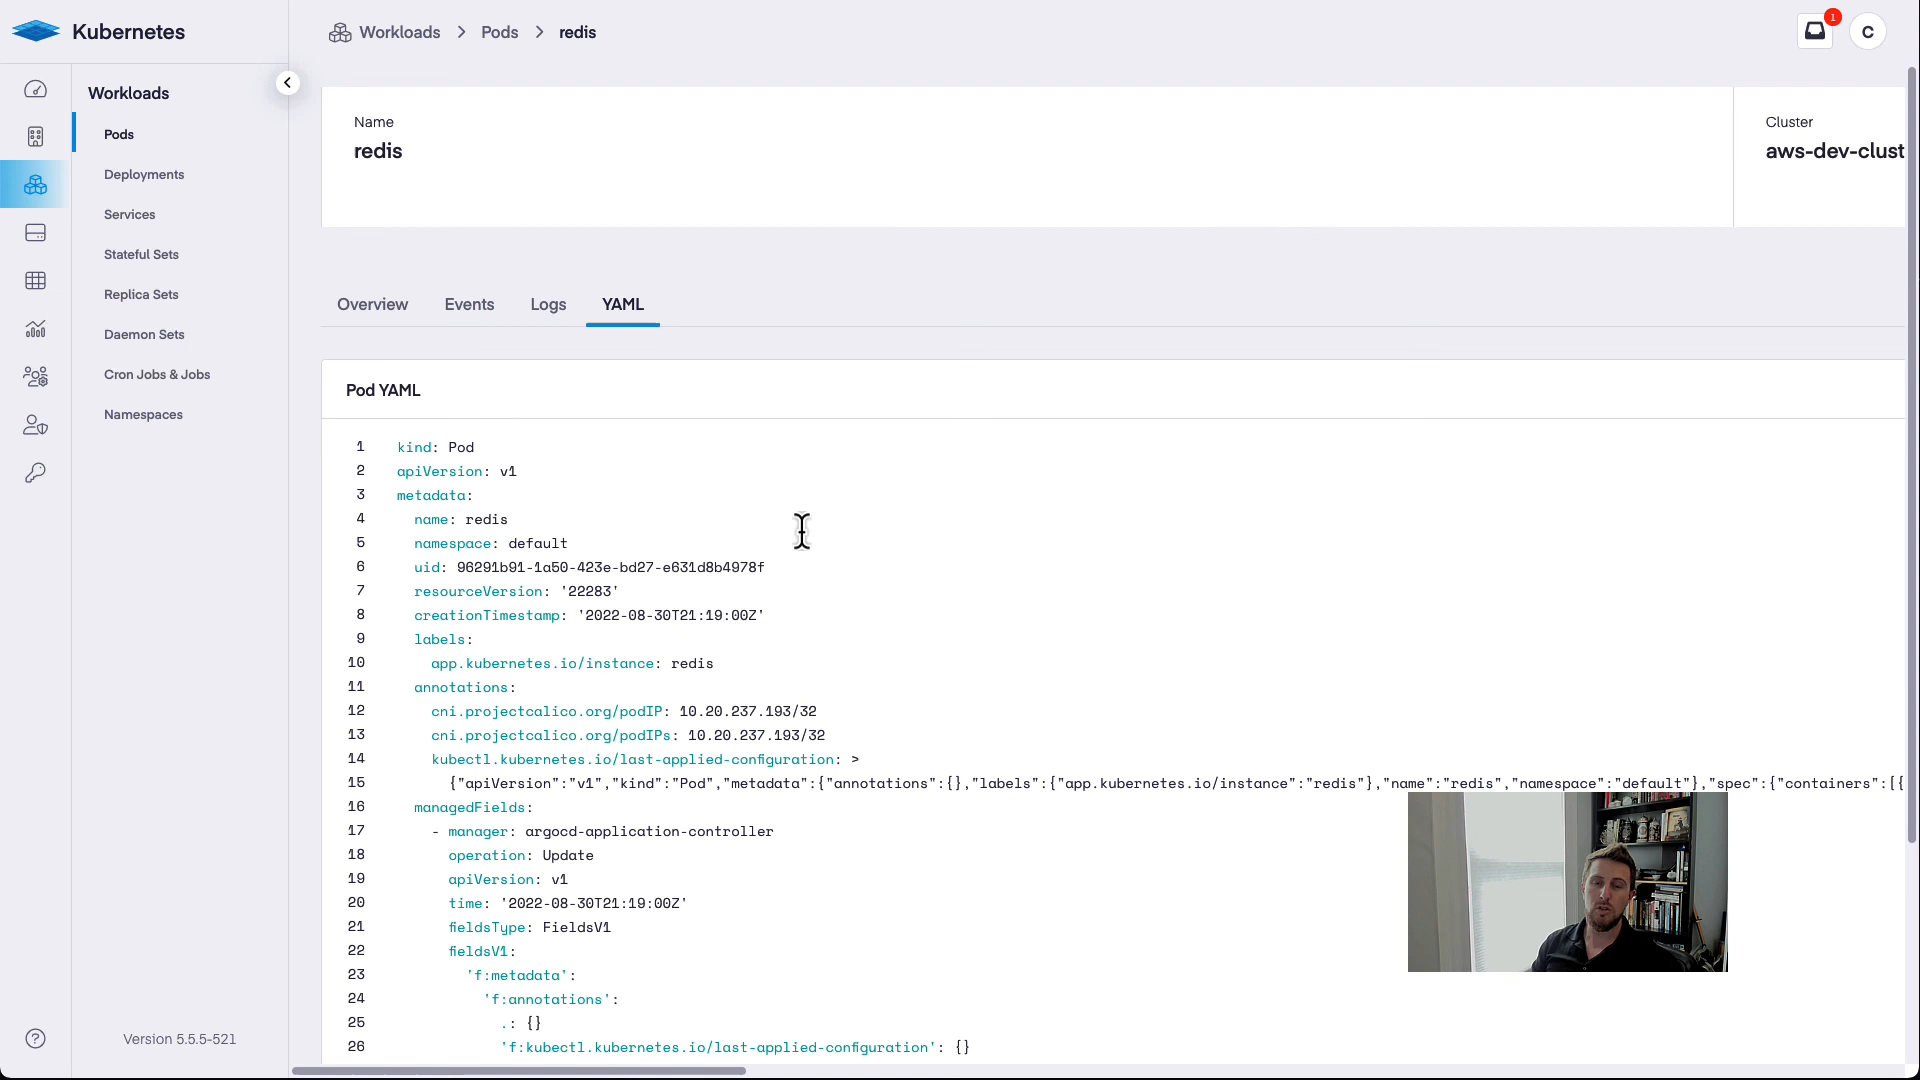 Kubernetes
Workloads
Pods
redis
1
C
Workloads
Pods
Deployments
Services
Stateful Sets
Replica Sets
Daemon Sets
Cron Jobs & Jobs
Namespaces
Version 5.5.5-521
Name
redis
Cluster
aws-dev-clust
Overview
Events
Logs
YAML
Pod YAML
1 kind: Pod
2 apiVersion: v1
3 metadata:
4 name: redis
5 namespace: default
6 uid: 96291b91-1a50-423e-bd27-e631d8b4978f
7 resourceVersion: '22283'
8 creationTimestamp: '2022-08-30T21:19:00Z'
9 labels:
10 app.kubernetes.io/instance: redis
11 annotations:
12 cni.projectcalico.org/podIP: 10.20.237.193/32
13 cni.projectcalico.org/podIPs: 10.20.237.193/32
14 kubectl.kubernetes.io/last-applied-configuration: >
15 {"apiVersion":"v1","kind":"Pod","metadata":{"annotations":{},"labels":{"app.kubernetes.io/instance":"redis"},"name":"redis","namespace":"default"},"spec":{"containers":[{
16 managedFields:
17 - manager: argocd-application-controller
18 operation: Update
19 apiVersion: v1
20 time: '2022-08-30T21:19:00Z'
21 fieldsType: FieldsV1
22 fieldsV1:
23 'f:metadata':
24 'f:annotations':
25 .: {}
26 'f:kubectl.kubernetes.io/last-applied-configuration': {}